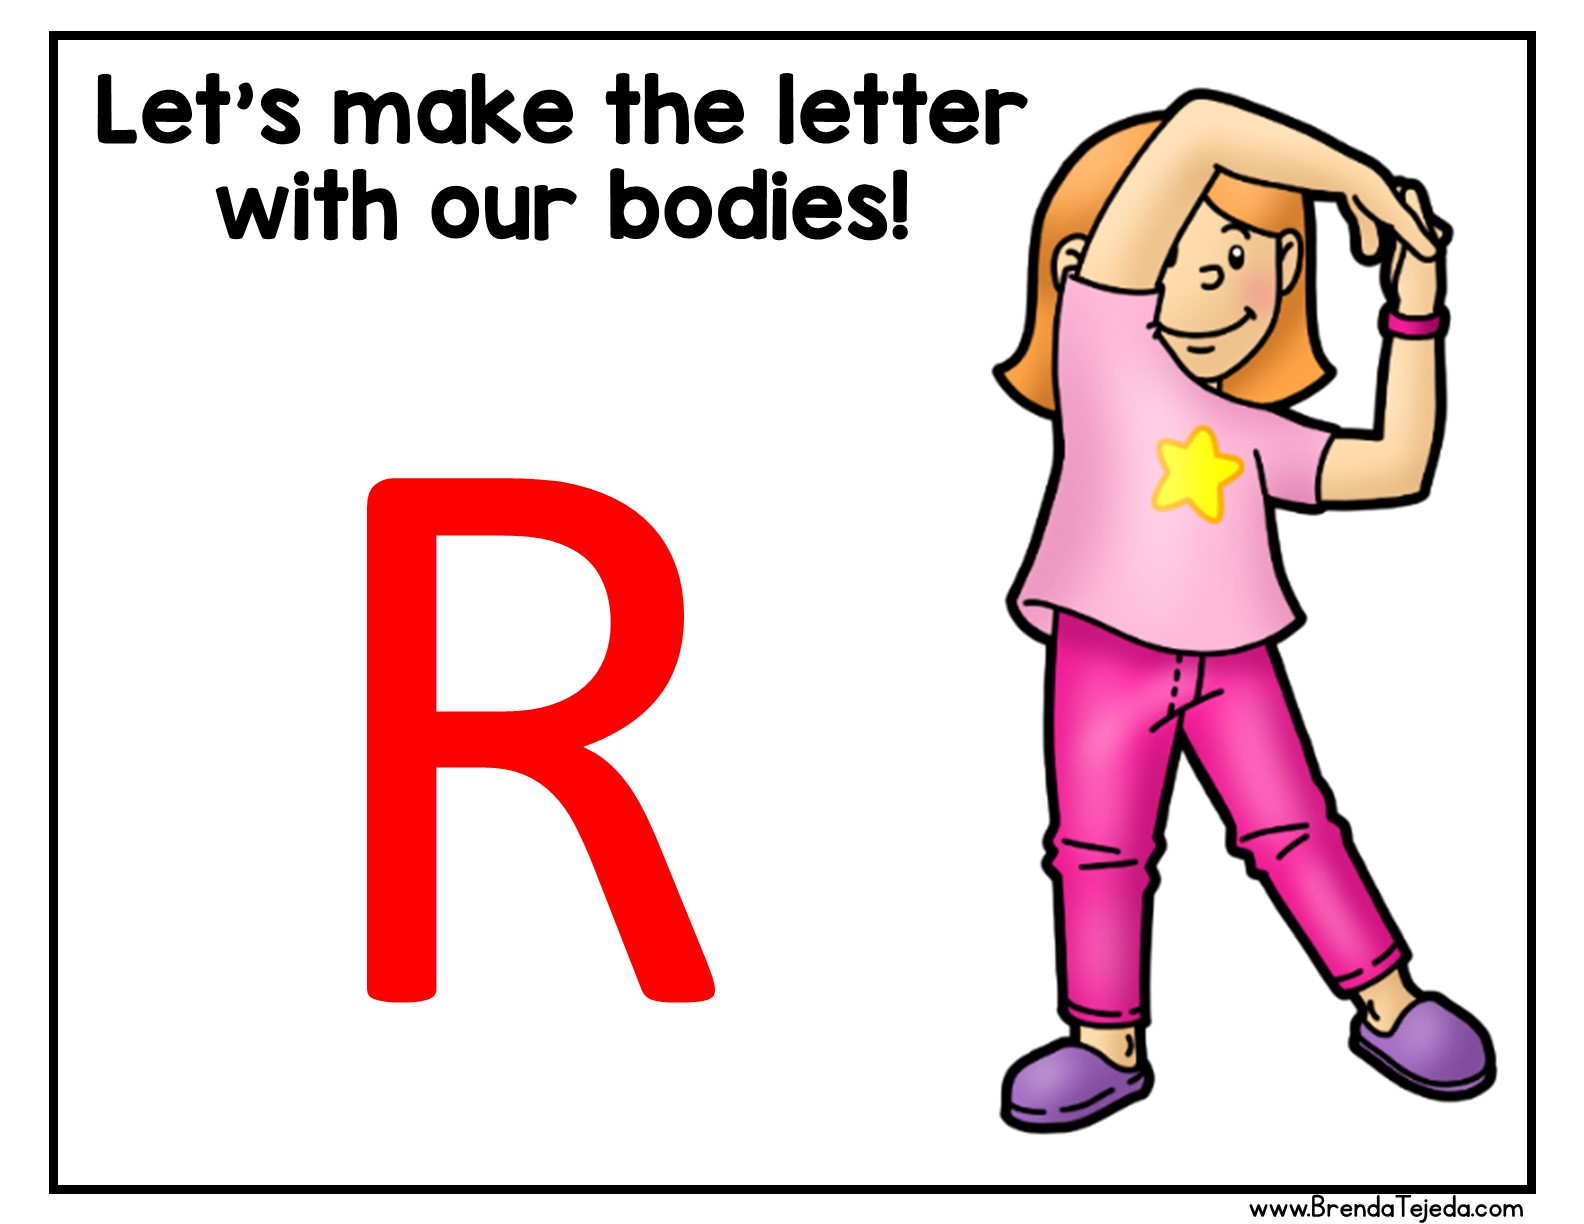 Let's make the letter
with our bodies!
R
www.BrendaTejeda.com